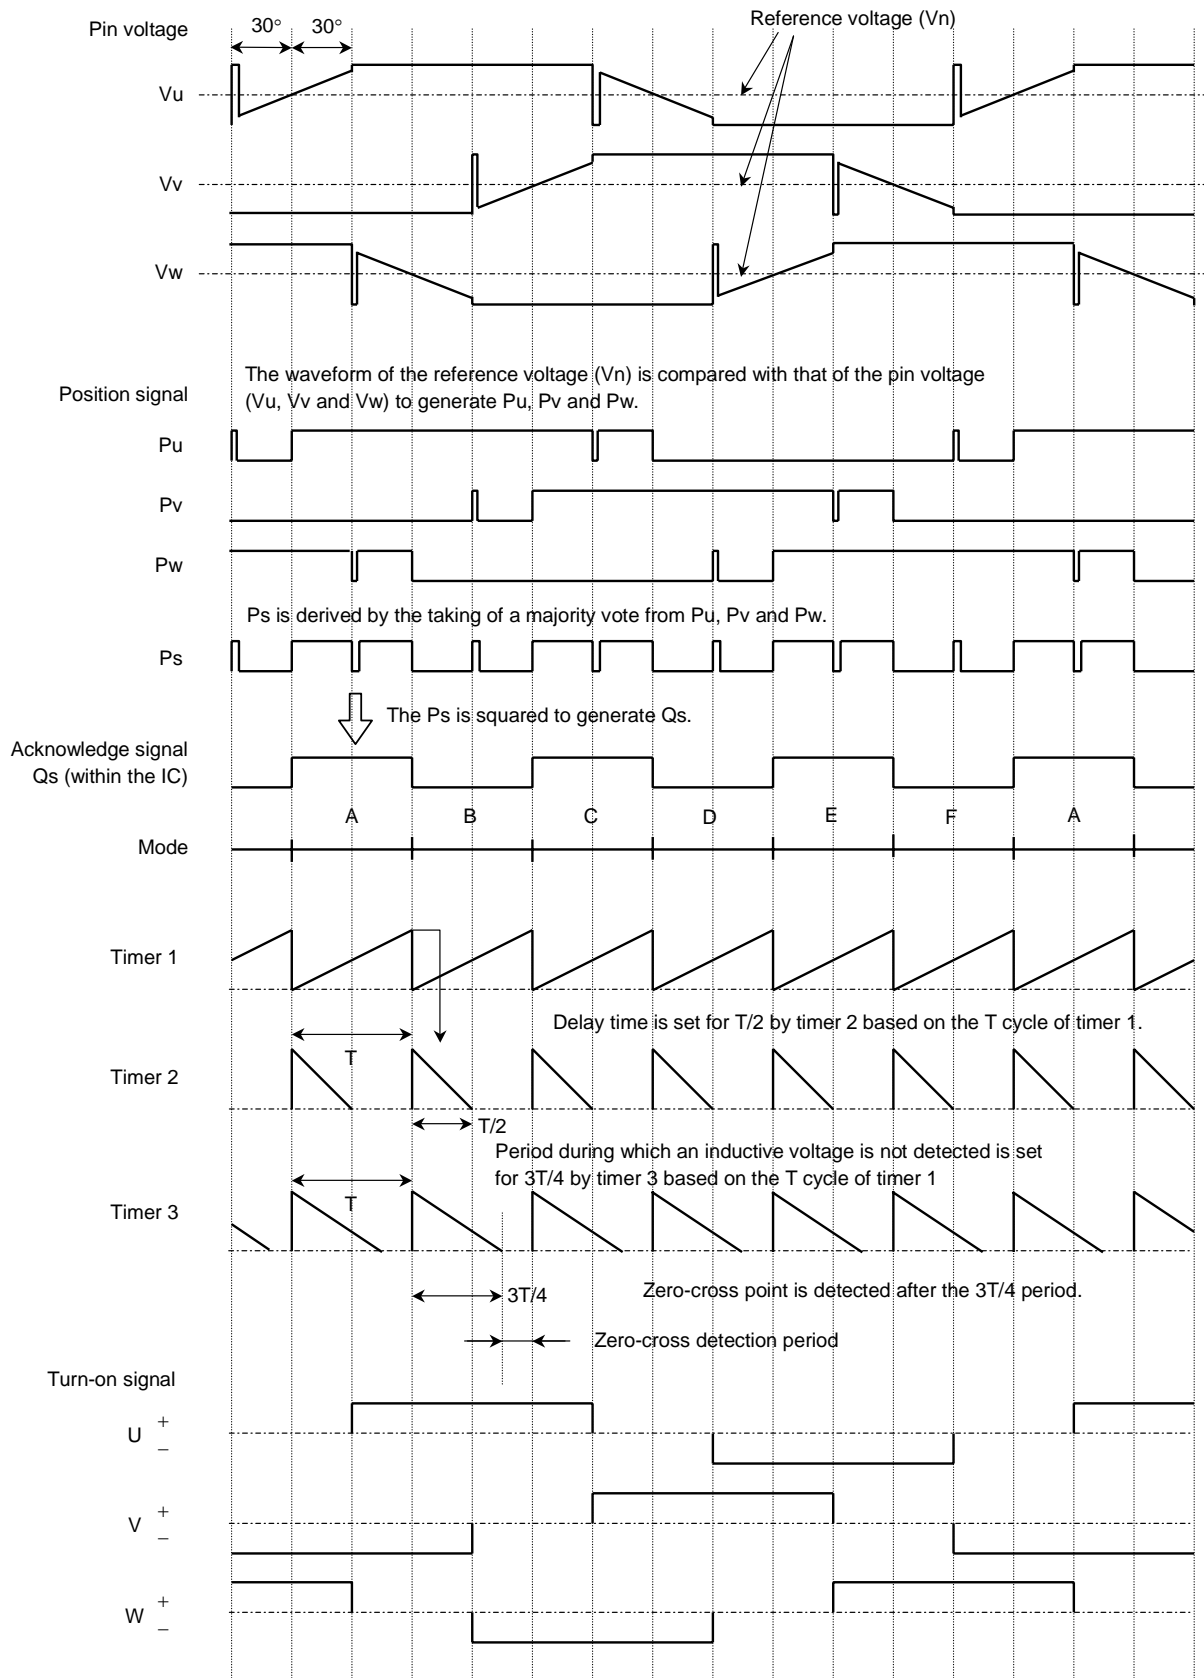 Pin voltage
30°
30°
Reference voltage (Vn)
Vu
Vv
Vw
Position signal
The waveform of the reference voltage (Vn) is compared with that of the pin voltage
(Vu, Vv and Vw) to generate Pu, Pv and Pw.
Pu
Pv
Pw
Ps is derived by the taking of a majority vote from Pu, Pv and Pw.
Ps
The Ps is squared to generate Qs.
Acknowledge signal
Qs (within the IC)
A B C D E F A
Mode
Timer 1
Delay time is set for T/2 by timer 2 based on the T cycle of timer 1.
T
Timer 2
T/2
Period during which an inductive voltage is not detected is set
for 3T/4 by timer 3 based on the T cycle of timer 1
T
Timer 3
3T/4
Zero-cross point is detected after the 3T/4 period.
Zero-cross detection period
Turn-on signal
U + −
V + −
W + −